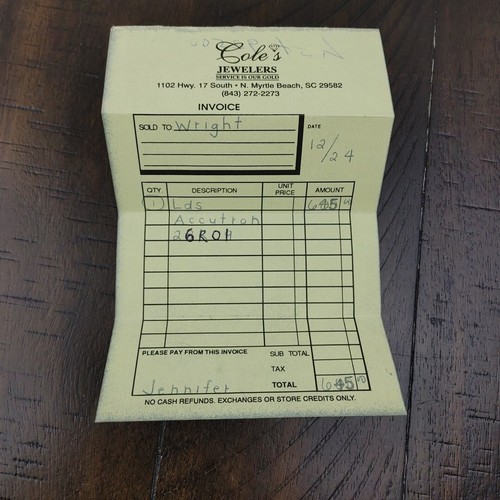 Cole's
JEWELERS
SERVICE IS OUR GOLD
1102 Hwy. 17 South • N. Myrtle Beach, SC 29582
(843) 272-2273
INVOICE
SOLD TO Wright
DATE
12/24
QTY. DESCRIPTION UNIT PRICE AMOUNT
1 Lds
Accutron
26R01
PLEASE PAY FROM THIS INVOICE SUB TOTAL
TAX
Jennifer TOTAL
NO CASH REFUNDS. EXCHANGES OR STORE CREDITS ONLY.